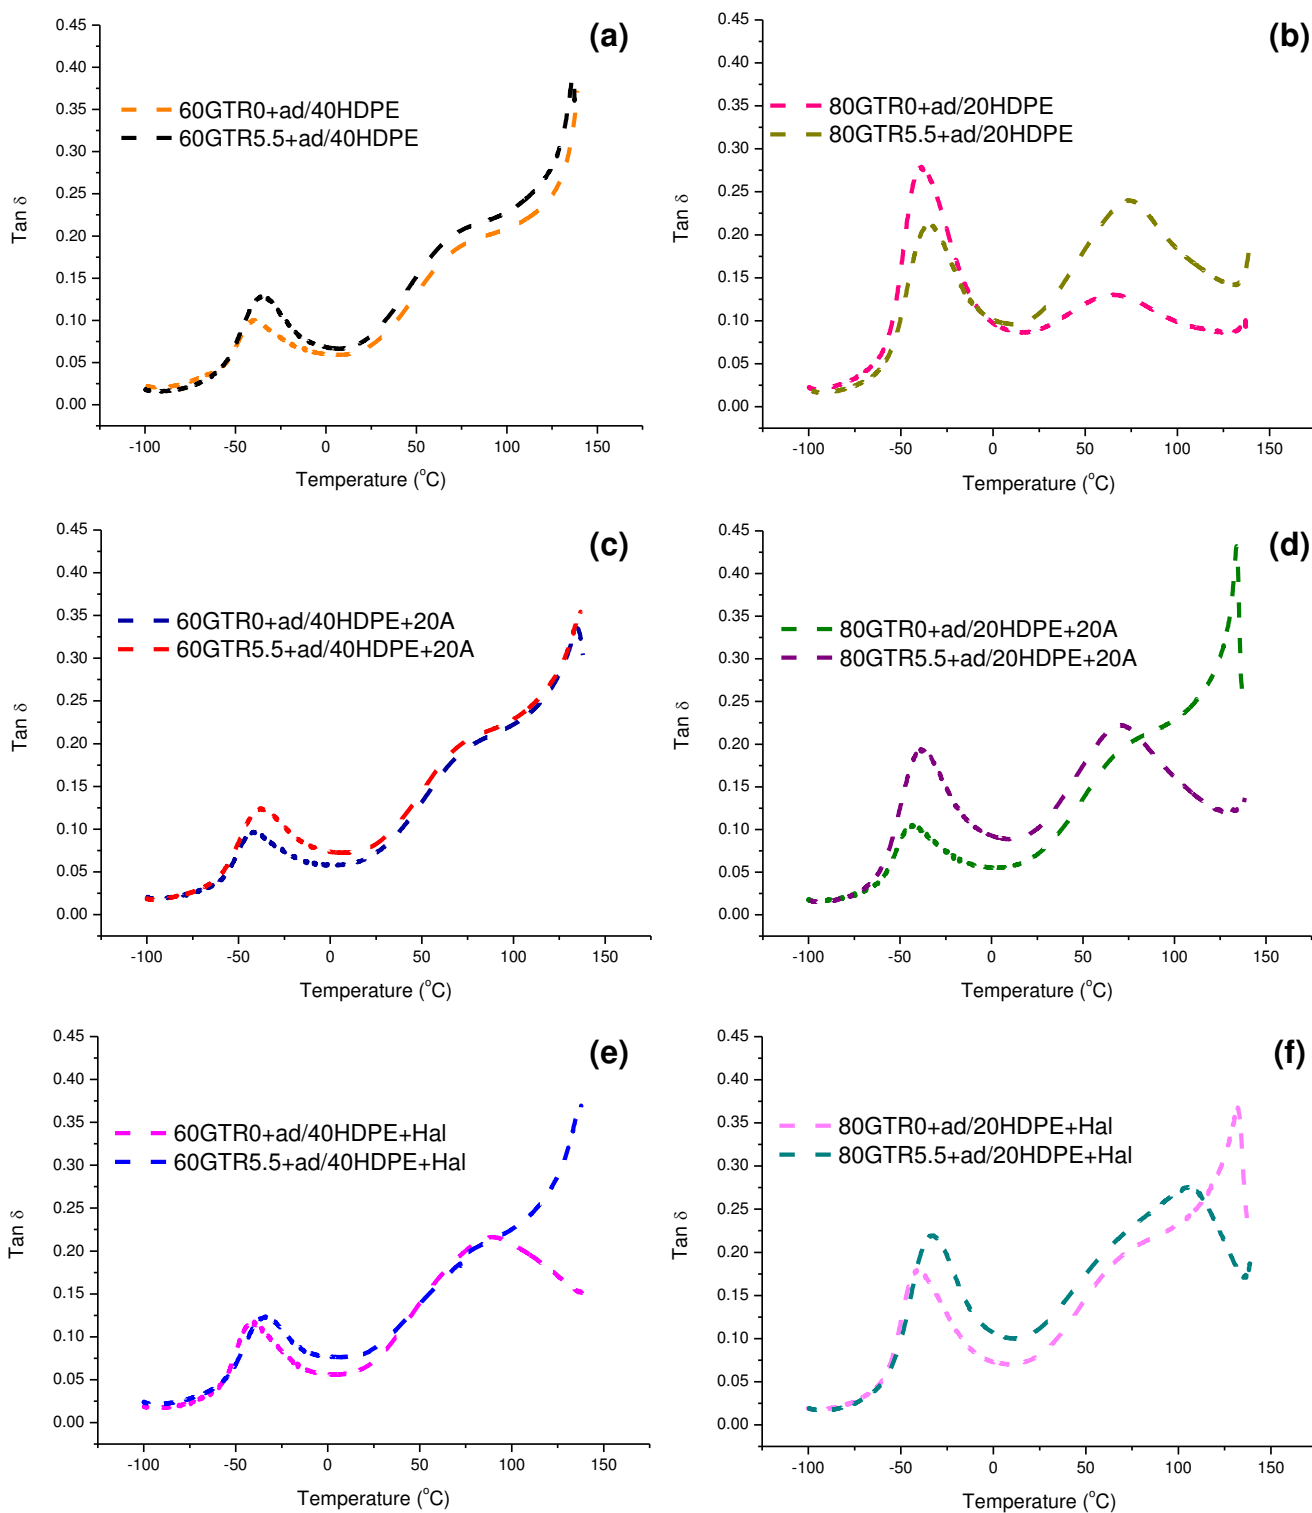 (a)
0.45
0.40
0.35
0.30
0.25
0.20
0.15
0.10
0.05
0.00
Tan δ
60GTR0+ad/40HDPE
60GTR5.5+ad/40HDPE
-100 -50 0 50 100 150
Temperature (°C)
(b)
0.45
0.40
0.35
0.30
0.25
0.20
0.15
0.10
0.05
0.00
Tan δ
80GTR0+ad/20HDPE
80GTR5.5+ad/20HDPE
-100 -50 0 50 100 150
Temperature (°C)
(c)
0.45
0.40
0.35
0.30
0.25
0.20
0.15
0.10
0.05
0.00
Tan δ
60GTR0+ad/40HDPE+20A
60GTR5.5+ad/40HDPE+20A
-100 -50 0 50 100 150
Temperature (°C)
(d)
0.45
0.40
0.35
0.30
0.25
0.20
0.15
0.10
0.05
0.00
Tan δ
80GTR0+ad/20HDPE+20A
80GTR5.5+ad/20HDPE+20A
-100 -50 0 50 100 150
Temperature (°C)
(e)
0.45
0.40
0.35
0.30
0.25
0.20
0.15
0.10
0.05
0.00
Tan δ
60GTR0+ad/40HDPE+Hal
60GTR5.5+ad/40HDPE+Hal
-100 -50 0 50 100 150
Temperature (°C)
(f)
0.45
0.40
0.35
0.30
0.25
0.20
0.15
0.10
0.05
0.00
Tan δ
80GTR0+ad/20HDPE+Hal
80GTR5.5+ad/20HDPE+Hal
-100 -50 0 50 100 150
Temperature (°C)